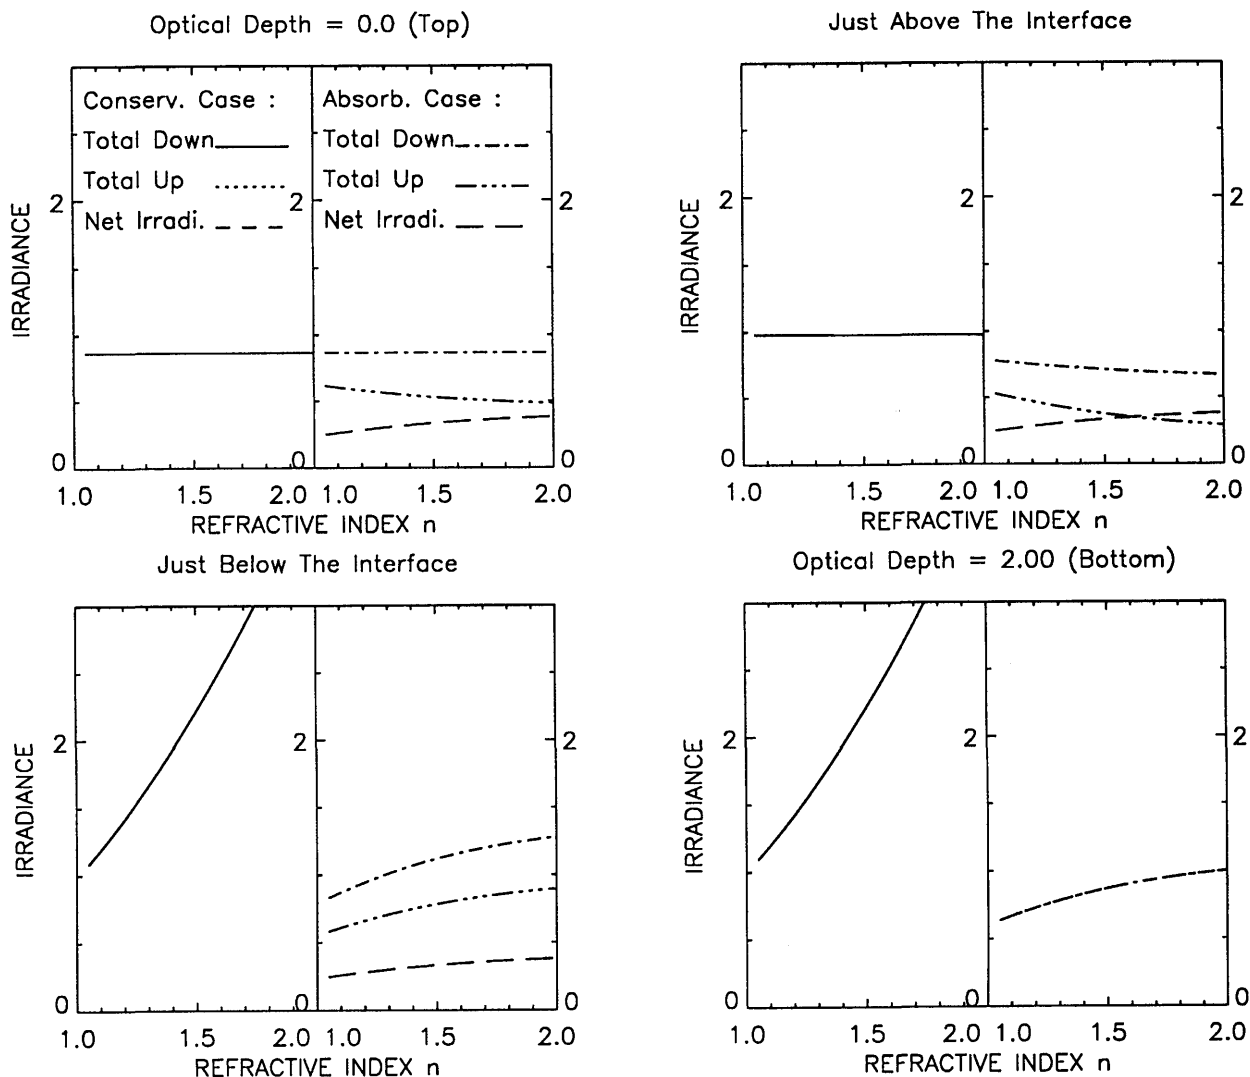 Optical Depth = 0.0 (Top)
Conserv. Case :
Total Down
Total Up
Net Irradi.
Absorb. Case :
Total Down
Total Up
Net Irradi.
IRRADIANCE
2
0
2
0
2
0
1.0 1.5 2.0 1.0 1.5 2.0
REFRACTIVE INDEX n
Just Above The Interface
IRRADIANCE
2
0
2
0
2
0
1.0 1.5 2.0 1.0 1.5 2.0
REFRACTIVE INDEX n
Just Below The Interface
IRRADIANCE
2
0
2
0
2
0
1.0 1.5 2.0 1.0 1.5 2.0
REFRACTIVE INDEX n
Optical Depth = 2.00 (Bottom)
IRRADIANCE
2
0
2
0
2
0
1.0 1.5 2.0 1.0 1.5 2.0
REFRACTIVE INDEX n